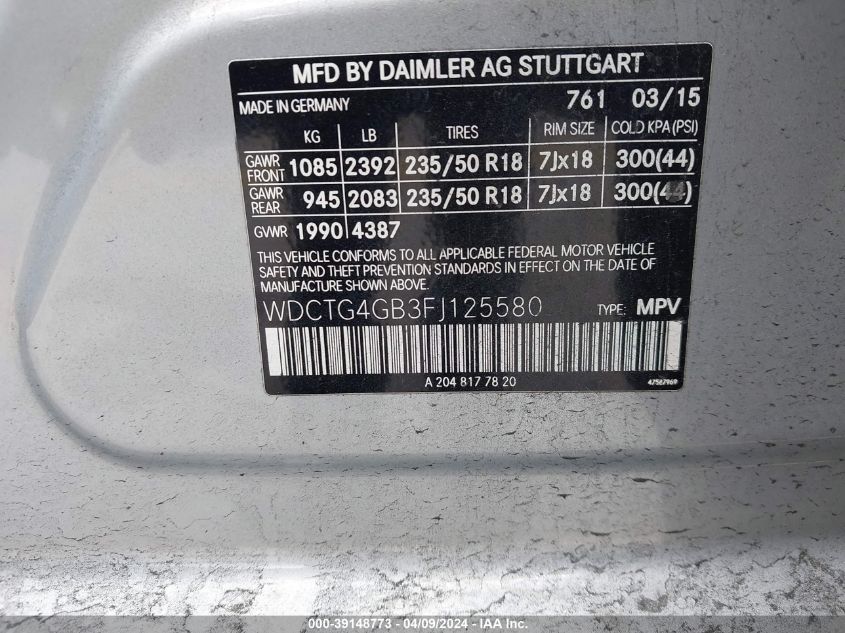 MFD BY DAIMLER AG STUTTGART
MADE IN GERMANY 761 03/15
KG LB TIRES RIM SIZE COLD KPA (PSI)
GAWR FRONT 1085 2392 235/50 R18 7Jx18 300(44)
GAWR REAR 945 2083 235/50 R18 7Jx18 300(44)
GVWR 1990 4387
THIS VEHICLE CONFORMS TO ALL APPLICABLE FEDERAL MOTOR VEHICLE
SAFETY AND THEFT PREVENTION STANDARDS IN EFFECT ON THE DATE OF
MANUFACTURE SHOWN ABOVE.
WDCTG4GB3FJ125580 TYPE: MPV
A 204 817 78 20 47587969
000-39148773 - 04/09/2024 - IAAI.COM